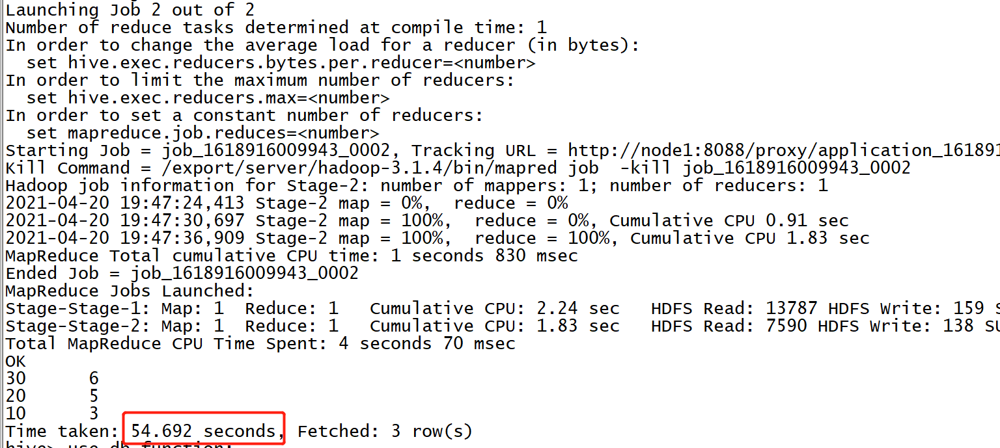 Launching Job 2 out of 2
Number of reduce tasks determined at compile time: 1
In order to change the average load for a reducer (in bytes):
  set hive.exec.reducers.bytes.per.reducer=<number>
In order to limit the maximum number of reducers:
  set hive.exec.reducers.max=<number>
In order to set a constant number of reducers:
  set mapreduce.job.reduces=<number>
Starting Job = job_1618916009943_0002, Tracking URL = http://node1:8088/proxy/application_161891
Kill Command = /export/server/hadoop-3.1.4/bin/mapred job  -kill job_1618916009943_0002
Hadoop job information for Stage-2: number of mappers: 1; number of reducers: 1
2021-04-20 19:47:24,413 Stage-2 map = 0%,  reduce = 0%
2021-04-20 19:47:30,697 Stage-2 map = 100%,  reduce = 0%, Cumulative CPU 0.91 sec
2021-04-20 19:47:36,909 Stage-2 map = 100%,  reduce = 100%, Cumulative CPU 1.83 sec
MapReduce Total cumulative CPU time: 1 seconds 830 msec
Ended Job = job_1618916009943_0002
MapReduce Jobs Launched:
Stage-Stage-1: Map: 1  Reduce: 1   Cumulative CPU: 2.24 sec   HDFS Read: 13787 HDFS Write: 159 S
Stage-Stage-2: Map: 1  Reduce: 1   Cumulative CPU: 1.83 sec   HDFS Read: 7590 HDFS Write: 138 SU
Total MapReduce CPU Time Spent: 4 seconds 70 msec
OK
30	6
20	5
10	3
Time taken: 54.692 seconds, Fetched: 3 row(s)
hive> use db_function;